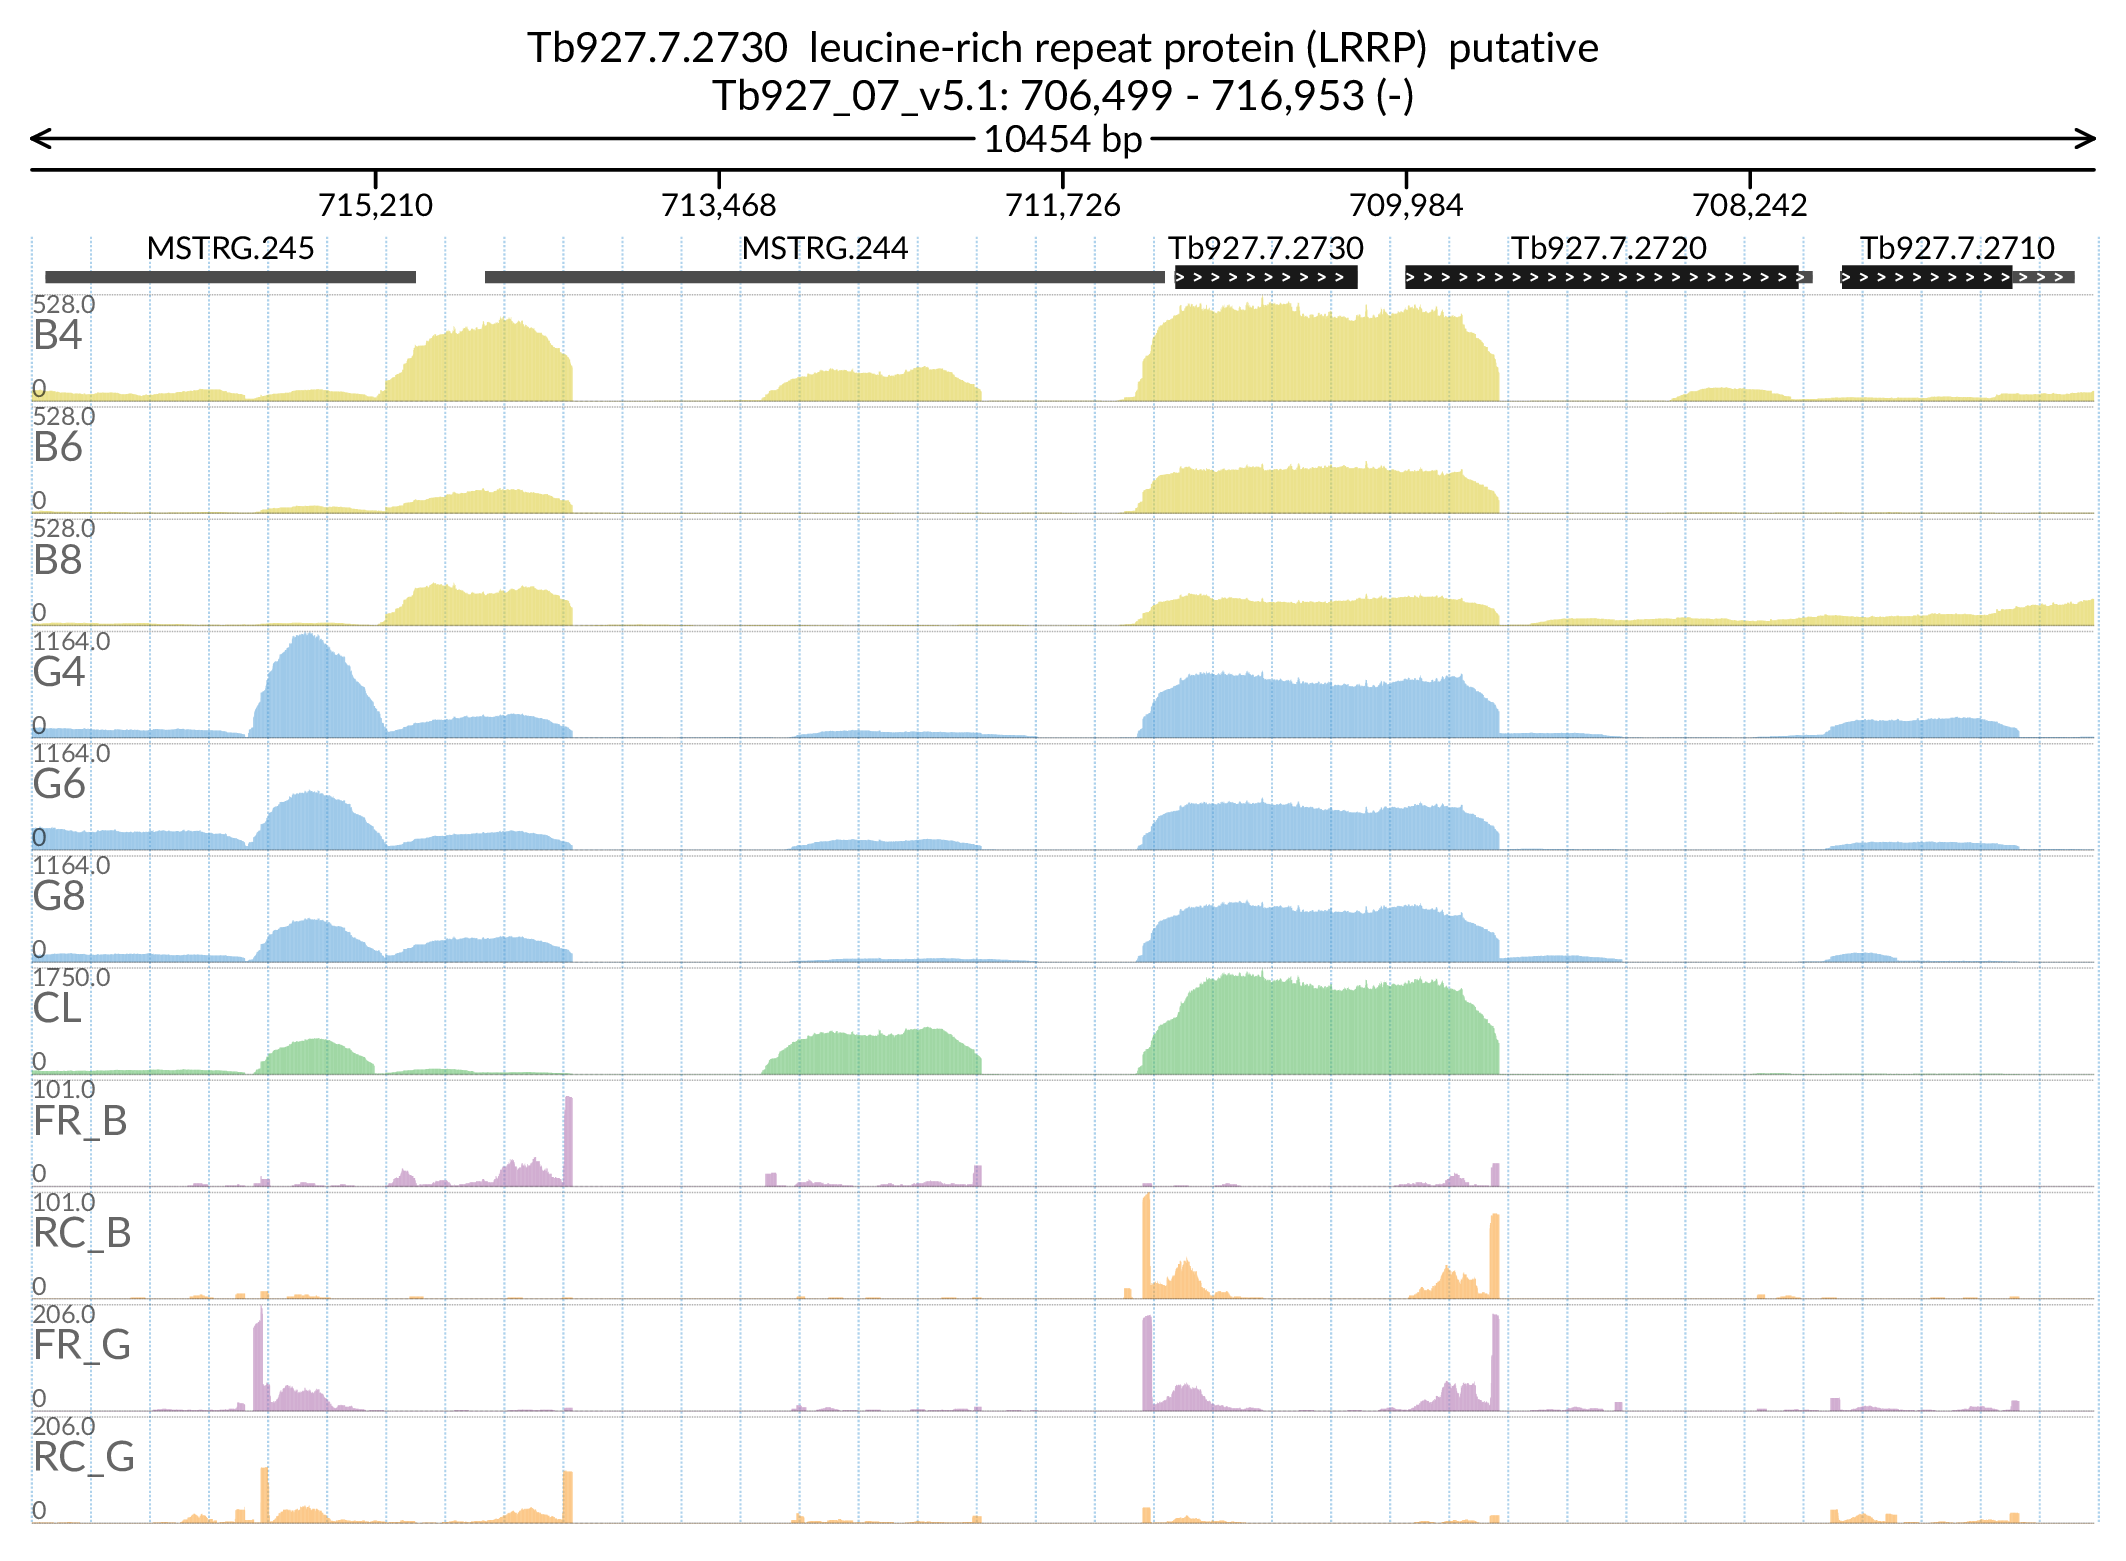 Tb927.7.2730  leucine-rich repeat protein (LRRP)  putative
Tb927_07_v5.1: 706,499 - 716,953 (-)
10454 bp
715,210 713,468 711,726 709,984 708,242
MSTRG.245 MSTRG.244 Tb927.7.2730 Tb927.7.2720 Tb927.7.2710
528.0
B4
0
528.0
B6
0
528.0
B8
0
1164.0
G4
0
1164.0
G6
0
1164.0
G8
0
1750.0
CL
0
101.0
FR_B
0
101.0
RC_B
0
206.0
FR_G
0
206.0
RC_G
0